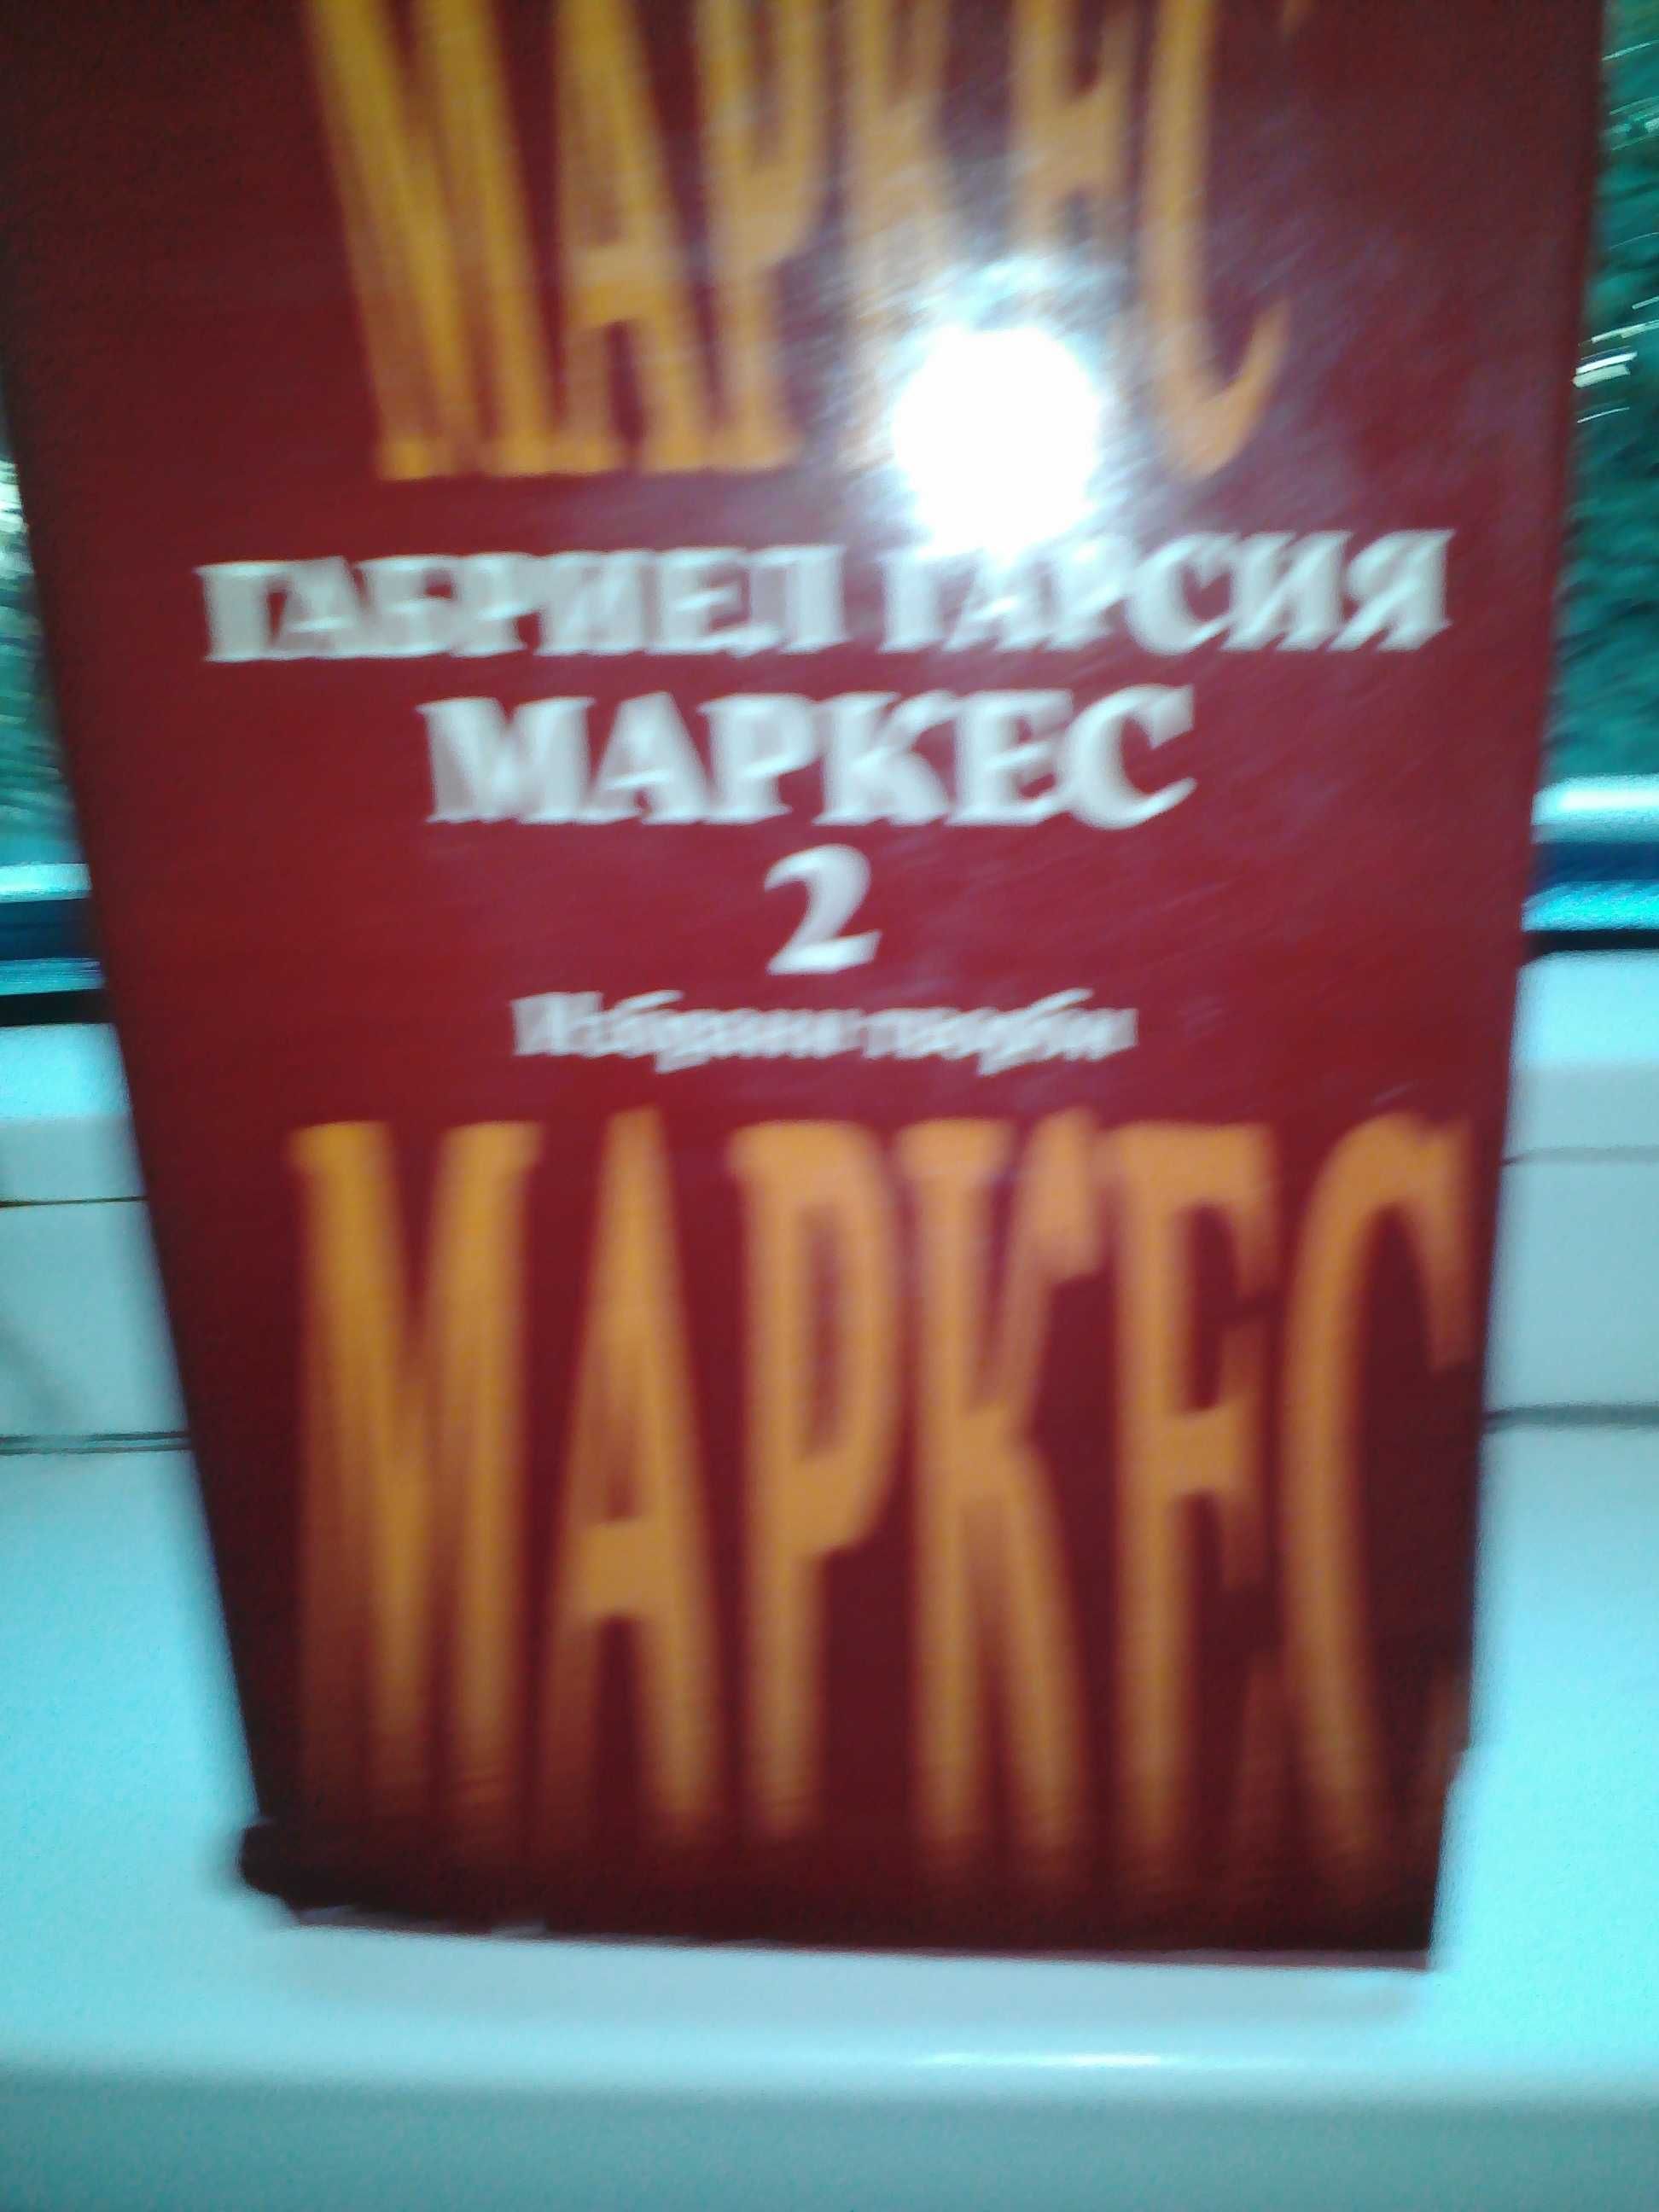 МАРКЕС
ГАБРИЕЛ ГАРСИЯ
МАРКЕС
2
Избрани творби
МАРКЕС